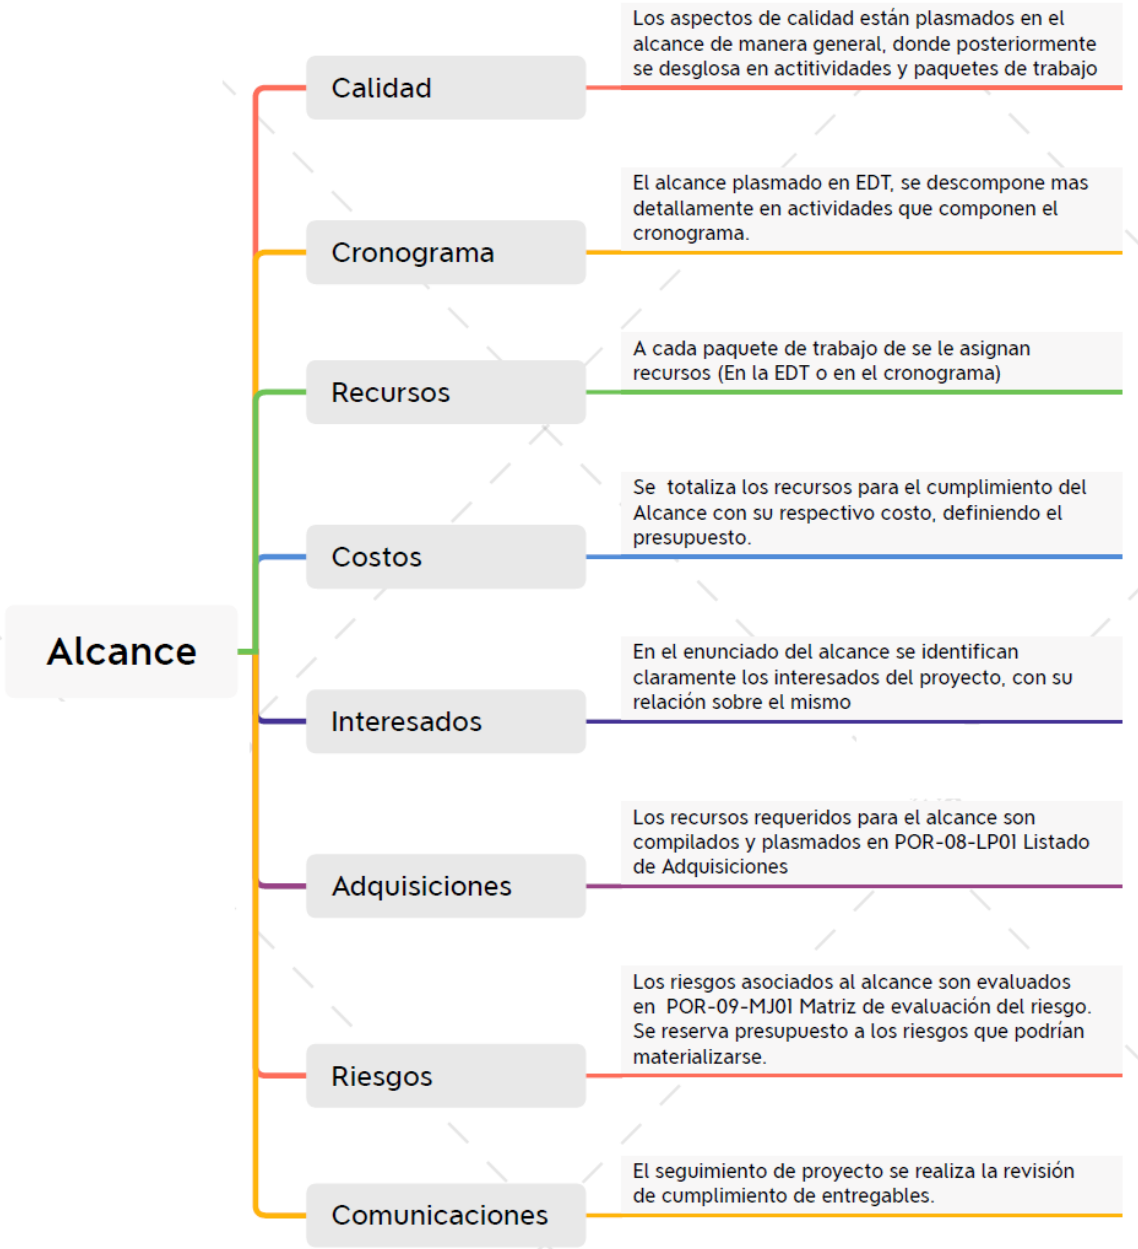 Los aspectos de calidad están plasmados en el
alcance de manera general, donde posteriormente
se desglosa en actitividades y paquetes de trabajo
Calidad
El alcance plasmado en EDT, se descompone mas
detallamente en actividades que componen el
cronograma.
Cronograma
A cada paquete de trabajo de se le asignan
recursos (En la EDT o en el cronograma)
Recursos
Se totaliza los recursos para el cumplimiento del
Alcance con su respectivo costo, definiendo el
presupuesto.
Costos
Alcance
En el enunciado del alcance se identifican
claramente los interesados del proyecto, con su
relación sobre el mismo
Interesados
Los recursos requeridos para el alcance son
compilados y plasmados en POR-08-LP01 Listado
de Adquisiciones
Adquisiciones
Los riesgos asociados al alcance son evaluados
en POR-09-MJ01 Matriz de evaluación del riesgo.
Se reserva presupuesto a los riesgos que podrían
materializarse.
Riesgos
El seguimiento de proyecto se realiza la revisión
de cumplimiento de entregables.
Comunicaciones